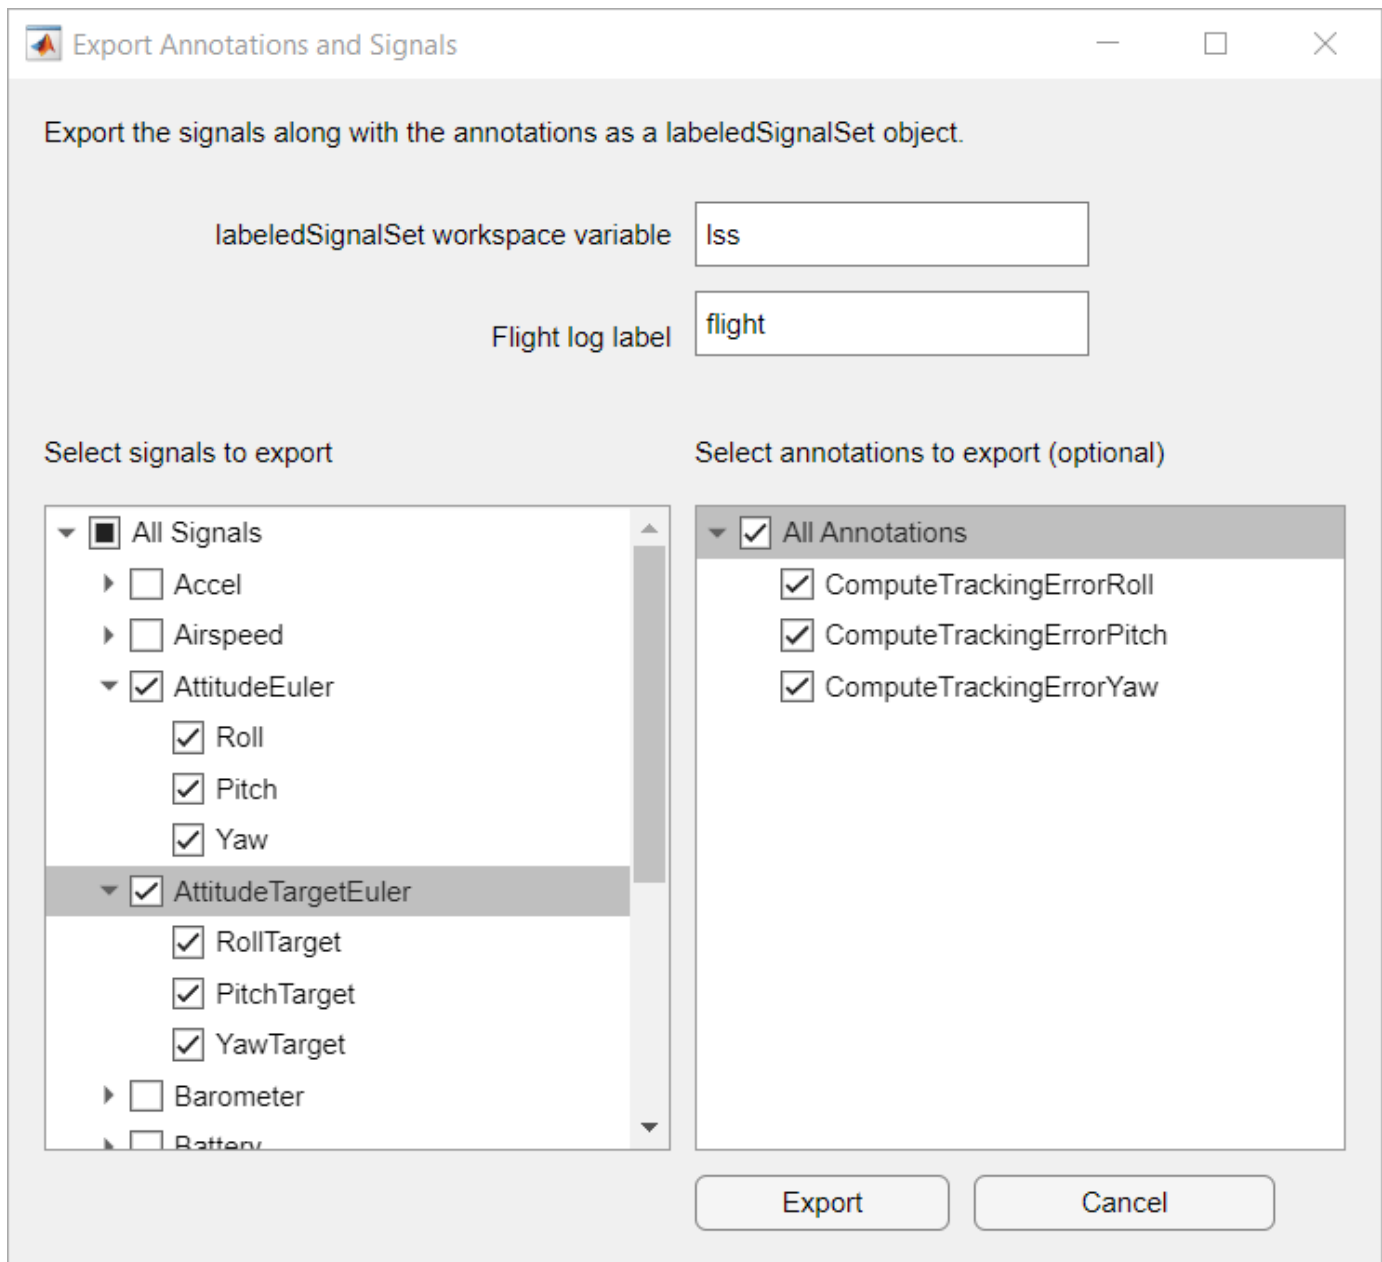 Export Annotations and Signals
Export the signals along with the annotations as a labeledSignalSet object.
labeledSignalSet workspace variable
lss
Flight log label
flight
Select signals to export
All Signals
Accel
Airspeed
AttitudeEuler
Roll
Pitch
Yaw
AttitudeTargetEuler
RollTarget
PitchTarget
YawTarget
Barometer
Battery
Select annotations to export (optional)
All Annotations
ComputeTrackingErrorRoll
ComputeTrackingErrorPitch
ComputeTrackingErrorYaw
Export
Cancel